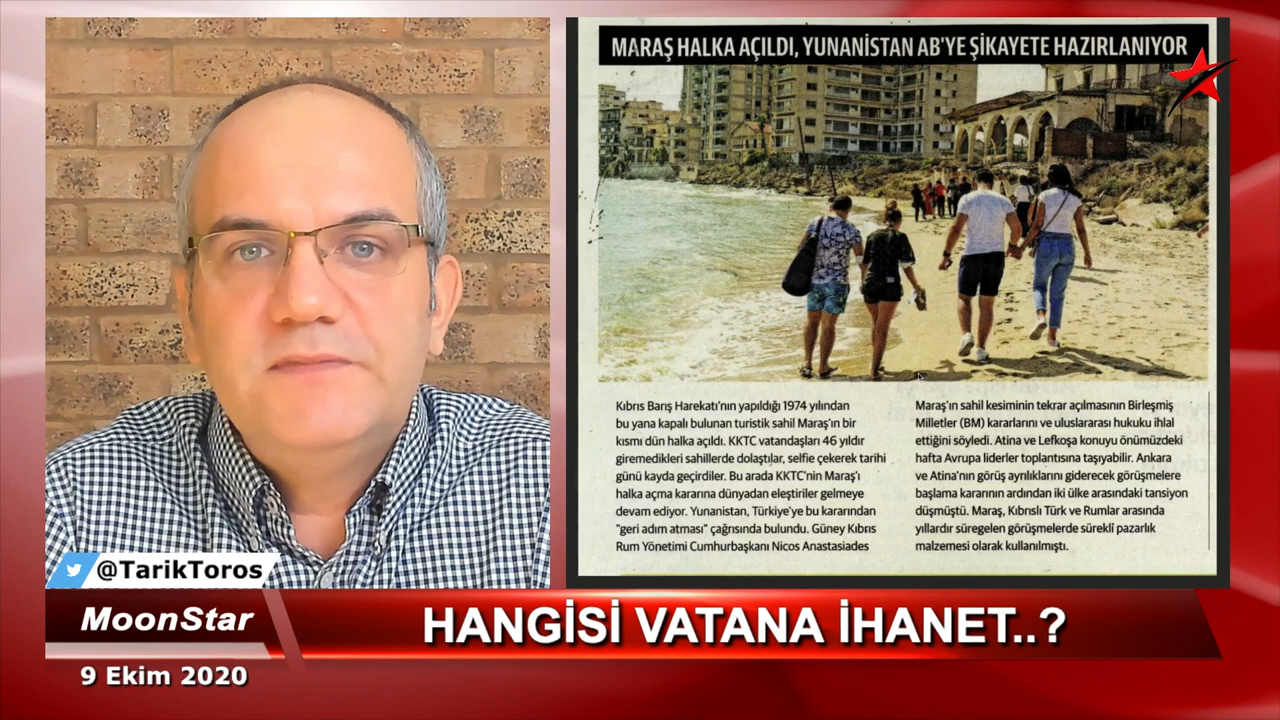 MARAŞ HALKA AÇILDI, YUNANİSTAN AB'YE ŞİKAYETE HAZIRLANIYOR
Kıbrıs Barış Harekatı'nın yapıldığı 1974 yılından
bu yana kapalı bulunan turistik sahil Maraş'ın bir
kısmı dün halka açıldı. KKTC vatandaşları 46 yıldır
giremedikleri sahillerde dolaştılar, selfie çekerek tarihi
günü kayda geçirdiler. Bu arada KKTC'nin Maraş'ı
halka açma kararına dünyadan eleştiriler gelmeye
devam ediyor. Yunanistan, Türkiye'ye bu kararından
"geri adım atması" çağrısında bulundu. Güney Kıbrıs
Rum Yönetimi Cumhurbaşkanı Nicos Anastasiades
Maraş'ın sahil kesiminin tekrar açılmasının Birleşmiş
Milletler (BM) kararlarını ve uluslararası hukuku ihlal
ettiğini söyledi. Atina ve Lefkoşa konuyu önümüzdeki
hafta Avrupa liderler toplantısına taşıyabilir. Ankara
ve Atina'nın görüş ayrılıklarını giderecek görüşmelere
başlama kararının ardından iki ülke arasındaki tansiyon
düşmüştü. Maraş, Kıbrıslı Türk ve Rumlar arasında
yıllardır süregelen görüşmelerde sürekli pazarlık
malzemesi olarak kullanılmıştı.
@TarikToros
MoonStar
HANGİSİ VATANA İHANET..?
9 Ekim 2020